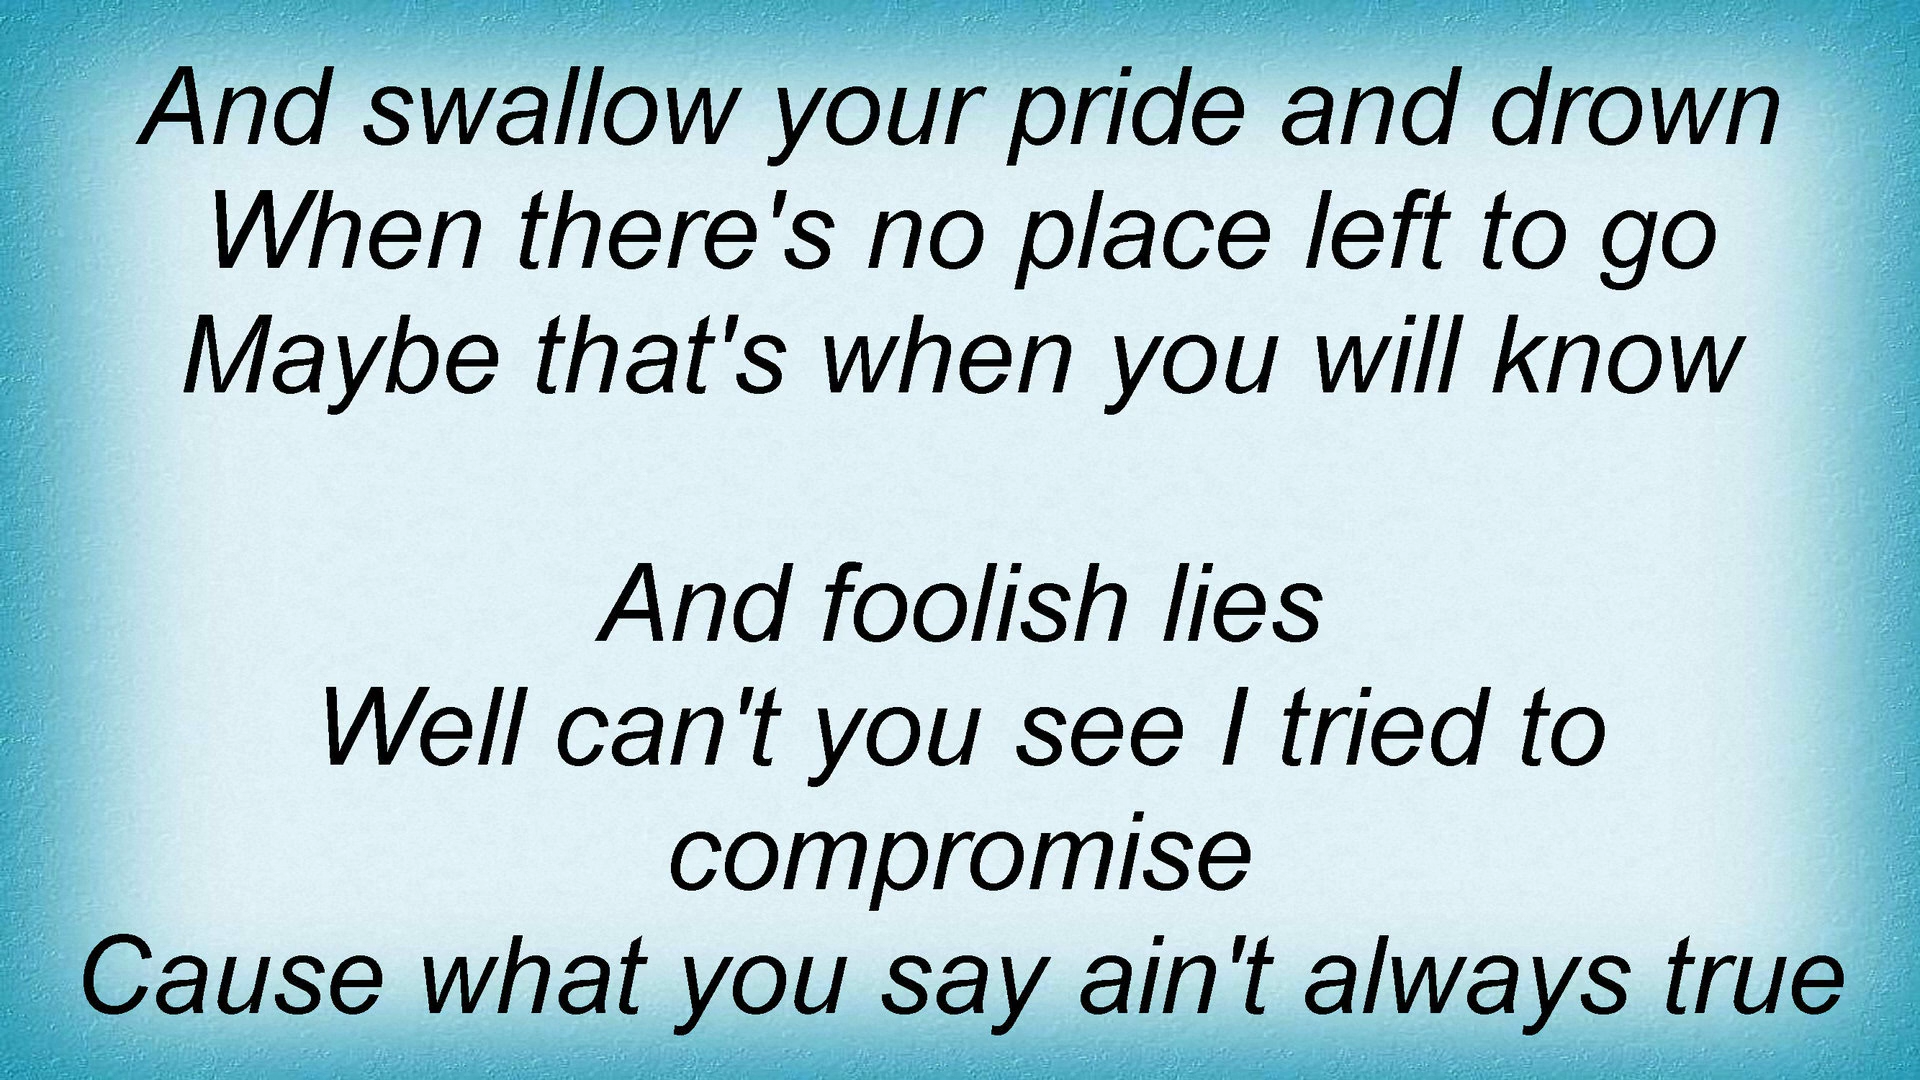 And swallow your pride and drown
When there's no place left to go
Maybe that's when you will know
And foolish lies
Well can't you see I tried to
compromise
Cause what you say ain't always true